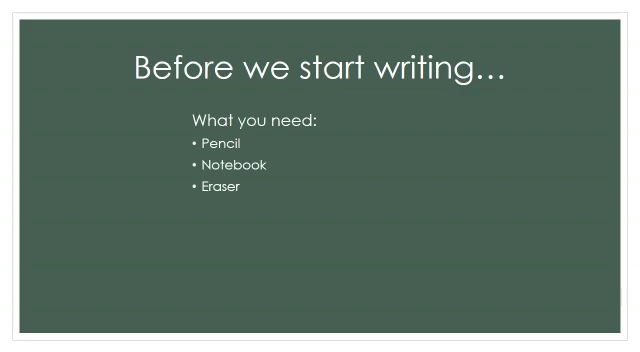 Before we start writing…
What you need:
• Pencil
• Notebook
• Eraser